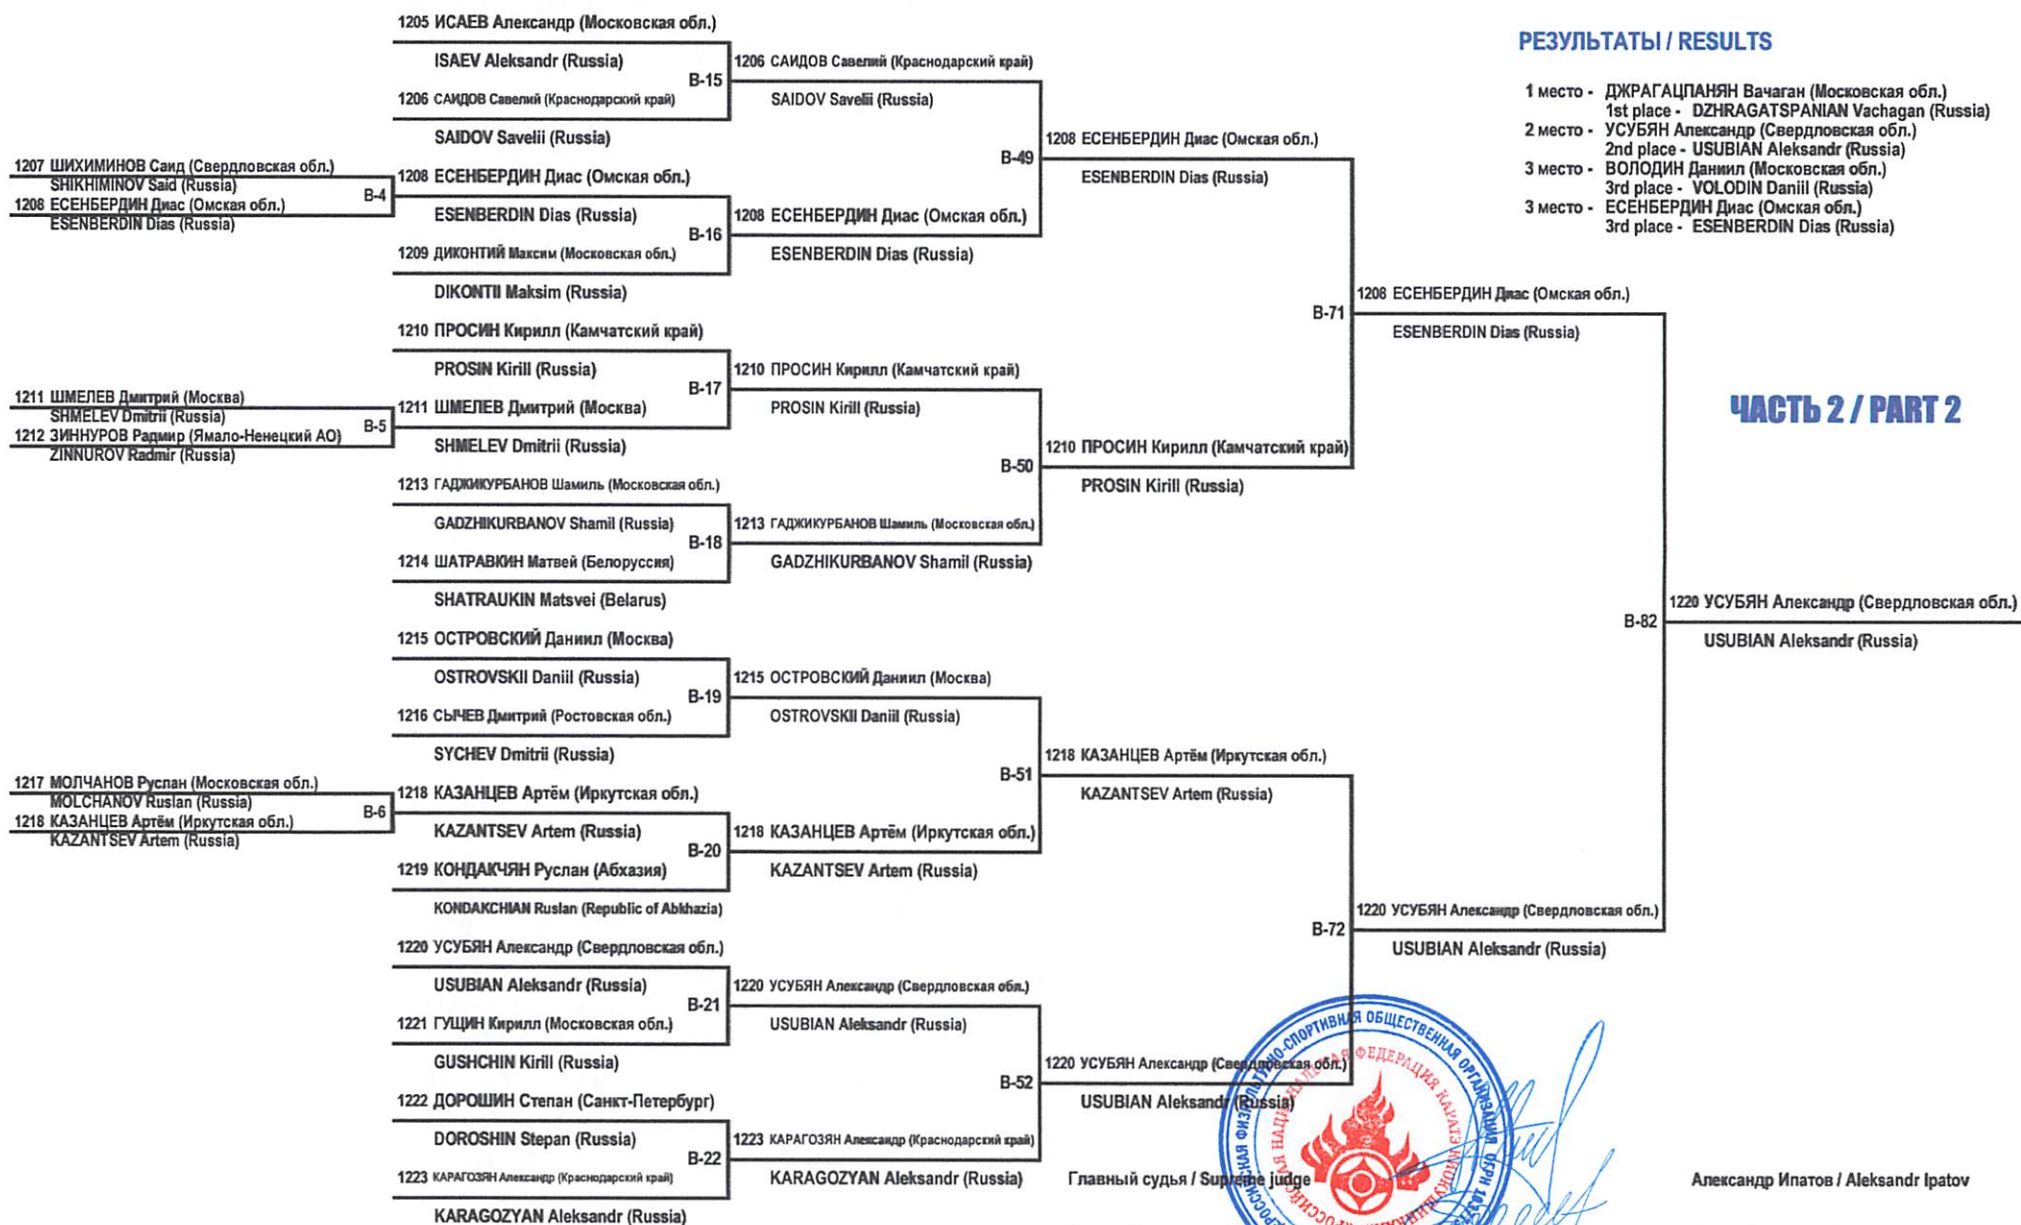 1205 ИСАЕВ Александр (Московская обл.)
ISAEV Aleksandr (Russia)
B-15
1206 САИДОВ Савелий (Краснодарский край)
SAIDOV Savelii (Russia)
1207 ШИХИМИНОВ Саид (Свердловская обл.)
SHIKHIMINOV Said (Russia)
B-4
1208 ЕСЕНБЕРДИН Диас (Омская обл.)
ESENBERDIN Dias (Russia)
1208 ЕСЕНБЕРДИН Диас (Омская обл.)
ESENBERDIN Dias (Russia)
B-16
1209 ДИКОНТИЙ Максим (Московская обл.)
DIKONTII Maksim (Russia)
1210 ПРОСИН Кирилл (Камчатский край)
PROSIN Kirill (Russia)
B-17
1211 ШМЕЛЕВ Дмитрий (Москва)
SHMELEV Dmitrii (Russia)
B-5
1212 ЗИННУРОВ Радмир (Ямало-Ненецкий АО)
ZINNUROV Radmir (Russia)
1211 ШМЕЛЕВ Дмитрий (Москва)
SHMELEV Dmitrii (Russia)
1213 ГАДЖИКУРБАНОВ Шамиль (Московская обл.)
GADZHIKURBANOV Shamil (Russia)
B-18
1214 ШАТРАВКИН Матвей (Белоруссия)
SHATRAUKIN Matsvei (Belarus)
1215 ОСТРОВСКИЙ Даниил (Москва)
OSTROVSKII Daniil (Russia)
B-19
1216 СЫЧЕВ Дмитрий (Ростовская обл.)
SYCHEV Dmitrii (Russia)
1217 МОЛЧАНОВ Руслан (Московская обл.)
MOLCHANOV Ruslan (Russia)
B-6
1218 КАЗАНЦЕВ Артём (Иркутская обл.)
KAZANTSEV Artem (Russia)
1218 КАЗАНЦЕВ Артём (Иркутская обл.)
KAZANTSEV Artem (Russia)
B-20
1219 КОНДАКЧЯН Руслан (Абхазия)
KONDAKCHIAN Ruslan (Republic of Abkhazia)
1220 УСУБЯН Александр (Свердловская обл.)
USUBIAN Aleksandr (Russia)
B-21
1221 ГУЩИН Кирилл (Московская обл.)
GUSHCHIN Kirill (Russia)
1222 ДОРОШИН Степан (Санкт-Петербург)
DOROSHIN Stepan (Russia)
B-22
1223 КАРАГОЗЯН Александр (Краснодарский край)
KARAGOZYAN Aleksandr (Russia)
1206 САИДОВ Савелий (Краснодарский край)
SAIDOV Savelii (Russia)
B-49
1208 ЕСЕНБЕРДИН Диас (Омская обл.)
ESENBERDIN Dias (Russia)
1210 ПРОСИН Кирилл (Камчатский край)
PROSIN Kirill (Russia)
B-50
1213 ГАДЖИКУРБАНОВ Шамиль (Московская обл.)
GADZHIKURBANOV Shamil (Russia)
1215 ОСТРОВСКИЙ Даниил (Москва)
OSTROVSKII Daniil (Russia)
B-51
1218 КАЗАНЦЕВ Артём (Иркутская обл.)
KAZANTSEV Artem (Russia)
1220 УСУБЯН Александр (Свердловская обл.)
USUBIAN Aleksandr (Russia)
B-52
1223 КАРАГОЗЯН Александр (Краснодарский край)
KARAGOZYAN Aleksandr (Russia)
1208 ЕСЕНБЕРДИН Диас (Омская обл.)
ESENBERDIN Dias (Russia)
B-71
1210 ПРОСИН Кирилл (Камчатский край)
PROSIN Kirill (Russia)
1218 КАЗАНЦЕВ Артём (Иркутская обл.)
KAZANTSEV Artem (Russia)
B-72
1220 УСУБЯН Александр (Свердловская обл.)
USUBIAN Aleksandr (Russia)
1208 ЕСЕНБЕРДИН Диас (Омская обл.)
ESENBERDIN Dias (Russia)
B-82
1220 УСУБЯН Александр (Свердловская обл.)
USUBIAN Aleksandr (Russia)
1220 УСУБЯН Александр (Свердловская обл.)
USUBIAN Aleksandr (Russia)
РЕЗУЛЬТАТЫ / RESULTS
1 место - ДЖРАГАЦПАНЯН Вачаган (Московская обл.)
1st place - DZHRAGATSPANIAN Vachagan (Russia)
2 место - УСУБЯН Александр (Свердловская обл.)
2nd place - USUBIAN Aleksandr (Russia)
3 место - ВОЛОДИН Даниил (Московская обл.)
3rd place - VOLODIN Daniil (Russia)
3 место - ЕСЕНБЕРДИН Диас (Омская обл.)
3rd place - ESENBERDIN Dias (Russia)
ЧАСТЬ 2 / PART 2
Главный судья / Supreme judge
Александр Ипатов / Aleksandr Ipatov
ФИЗКУЛЬТУРНО-СПОРТИВНАЯ ОБЩЕСТВЕННАЯ ОРГАНИЗАЦИЯ ОГРН
НАЦИОНАЛЬНАЯ ФЕДЕРАЦИЯ КАРАТЭ